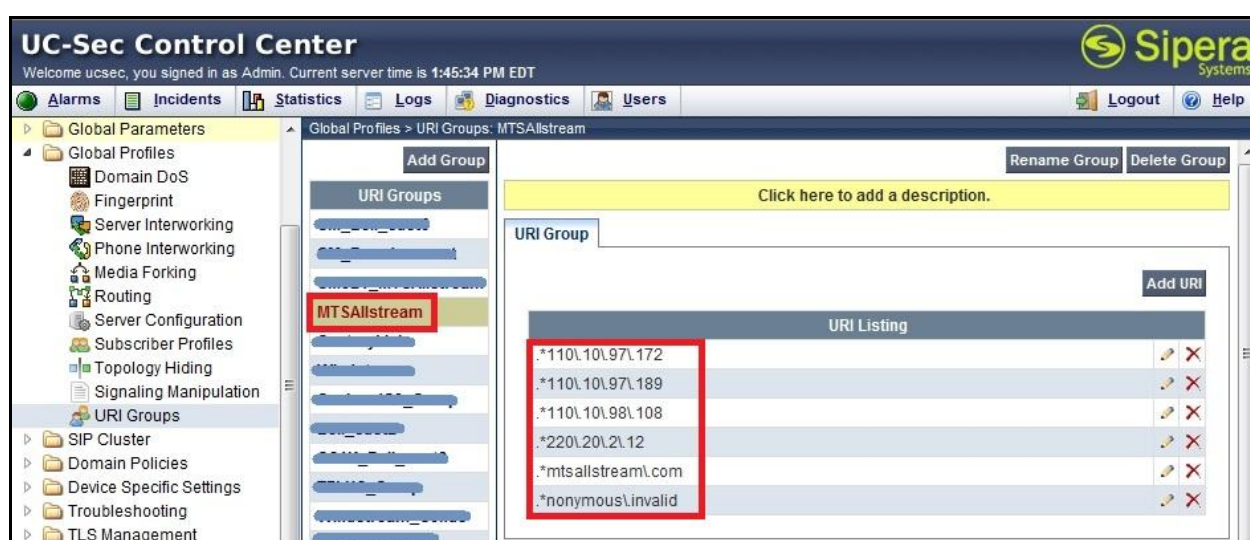 UC-Sec Control Center
Sipera
Systems
Welcome ucsec, you signed in as Admin. Current server time is 1:45:34 PM EDT
Alarms Incidents Statistics Logs Diagnostics Users Logout Help
Global Parameters
Global Profiles
Domain DoS
Fingerprint
Server Interworking
Phone Interworking
Media Forking
Routing
Server Configuration
Subscriber Profiles
Topology Hiding
Signaling Manipulation
URI Groups
SIP Cluster
Domain Policies
Device Specific Settings
Troubleshooting
TLS Management
Global Profiles > URI Groups: MTSAllstream
Add Group
URI Groups
MTSAllstream
Rename Group Delete Group
Click here to add a description.
URI Group
Add URI
URI Listing
.*110\.10\.97\.172
.*110\.10\.97\.189
.*110\.10\.98\.108
.*220\.20\.2\.12
.*mtsallstream\.com
.*nonymous\.invalid